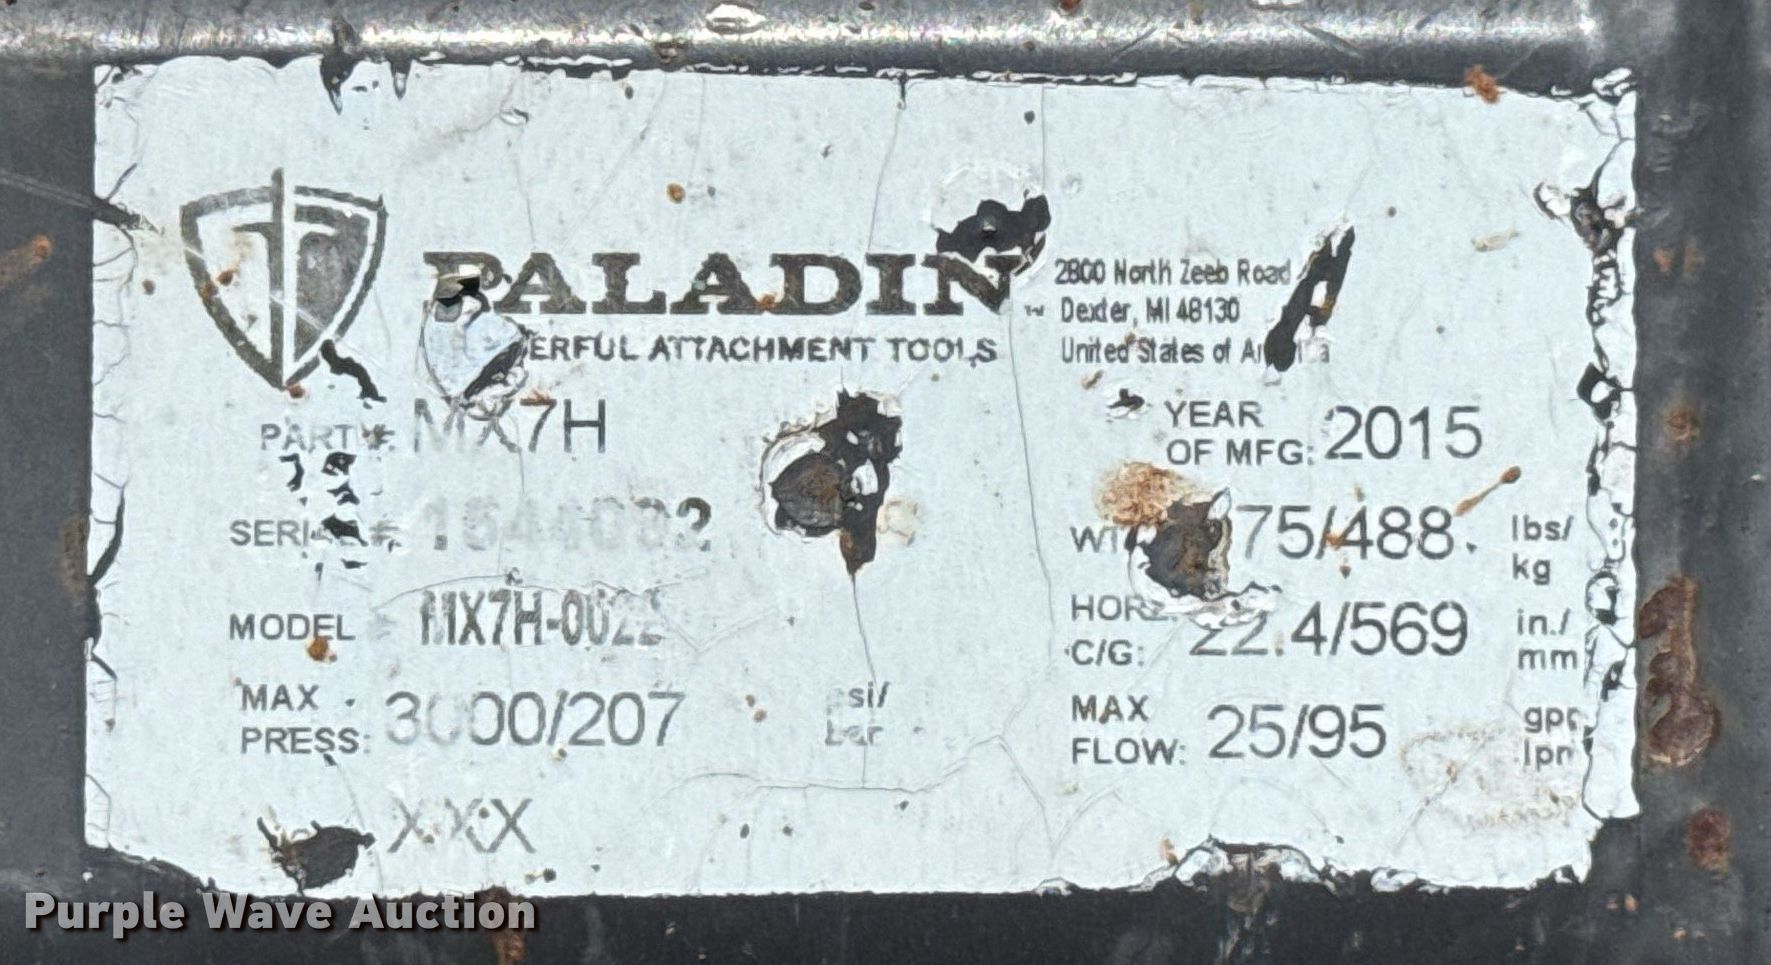 PALADIN
ERFUL ATTACHMENT TOOLS
2800 North Zeeb Road
Dexter, MI 48130
United States of
PART #: MX7H
YEAR
OF MFG: 2015
75/488 lbs/
kg
MODEL MX7H-0022
HORZ
C/G: 22.4/569 in./
mm
MAX
PRESS: 3000/207
MAX
FLOW: 25/95
XXX
Purple Wave Auction